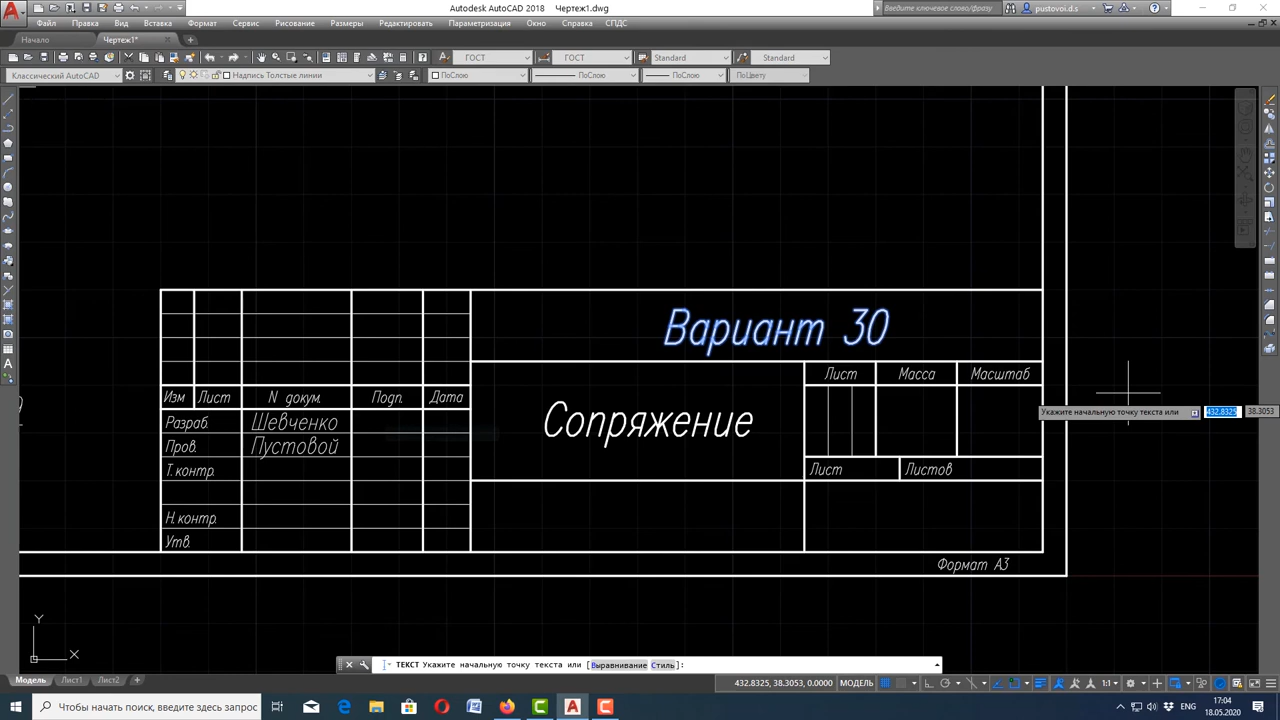 Autodesk AutoCAD 2018 Чертеж1.dwg
Введите ключевое слово/фразу
pustovoi.d.s
Файл Правка Вид Вставка Формат Сервис Рисование Размеры Редактировать Параметризация Окно Справка СПДС
Начало
Чертеж1*
ГОСТ
ГОСТ
Standard
Standard
Классический AutoCAD
Надпись Толстые линии
ПоСлою
ПоСлою
ПоСлою
ПоЦвету
Вариант 30
Лист Масса Масштаб
Изм Лист N докум. Подп. Дата
Разраб. Шевченко
Сопряжение
Пров. Пустовой
Т. контр.
Лист Листов
Н. контр.
Утв.
Формат А3
Укажите начальную точку текста или 432.8325 38.3053
Y
X
ТЕКСТ Укажите начальную точку текста или [Выравнивание Стиль]:
Модель Лист1 Лист2 +
432.8325, 38.3053, 0.0000 МОДЕЛЬ
1:1
Чтобы начать поиск, введите здесь запрос
ENG
17:04
18.05.2020